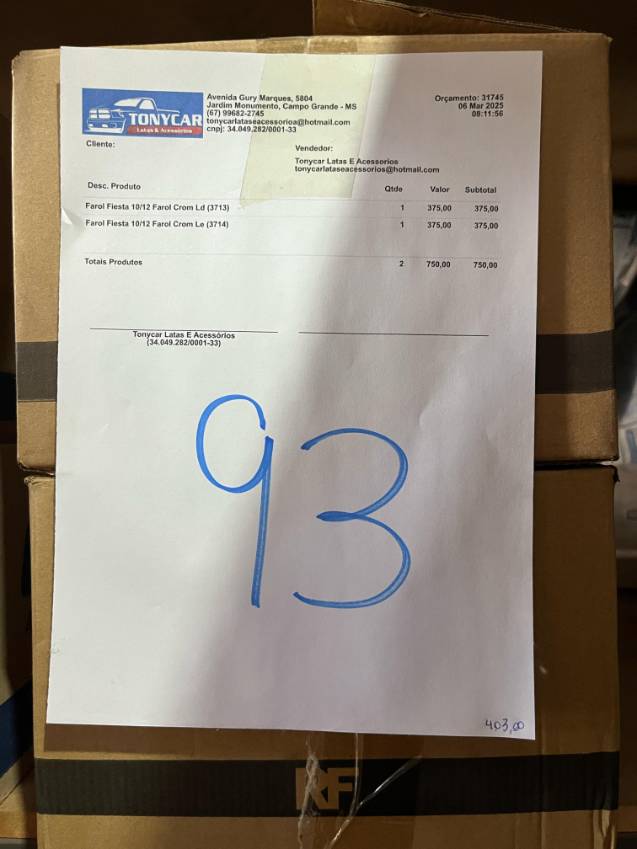 TONYCAR
Latas & Acessórios
Avenida Gury Marques, 5804
Jardim Monumento, Campo Grande - MS
(67) 99682-2745
tonycarlataseacessorios@hotmail.com
cnpj: 34.049.282/0001-33
Orçamento: 31745
06 Mar 2025
08:11:56
Cliente:
Vendedor:
Tonycar Latas E Acessorios
tonycarlataseacessorios@hotmail.com
Desc. Produto Qtde Valor Subtotal
Farol Fiesta 10/12 Farol Crom Ld (3713) 1 375,00 375,00
Farol Fiesta 10/12 Farol Crom Le (3714) 1 375,00 375,00
Totais Produtos 2 750,00 750,00
Tonycar Latas E Acessórios
(34.049.282/0001-33)
93
403,00
RF